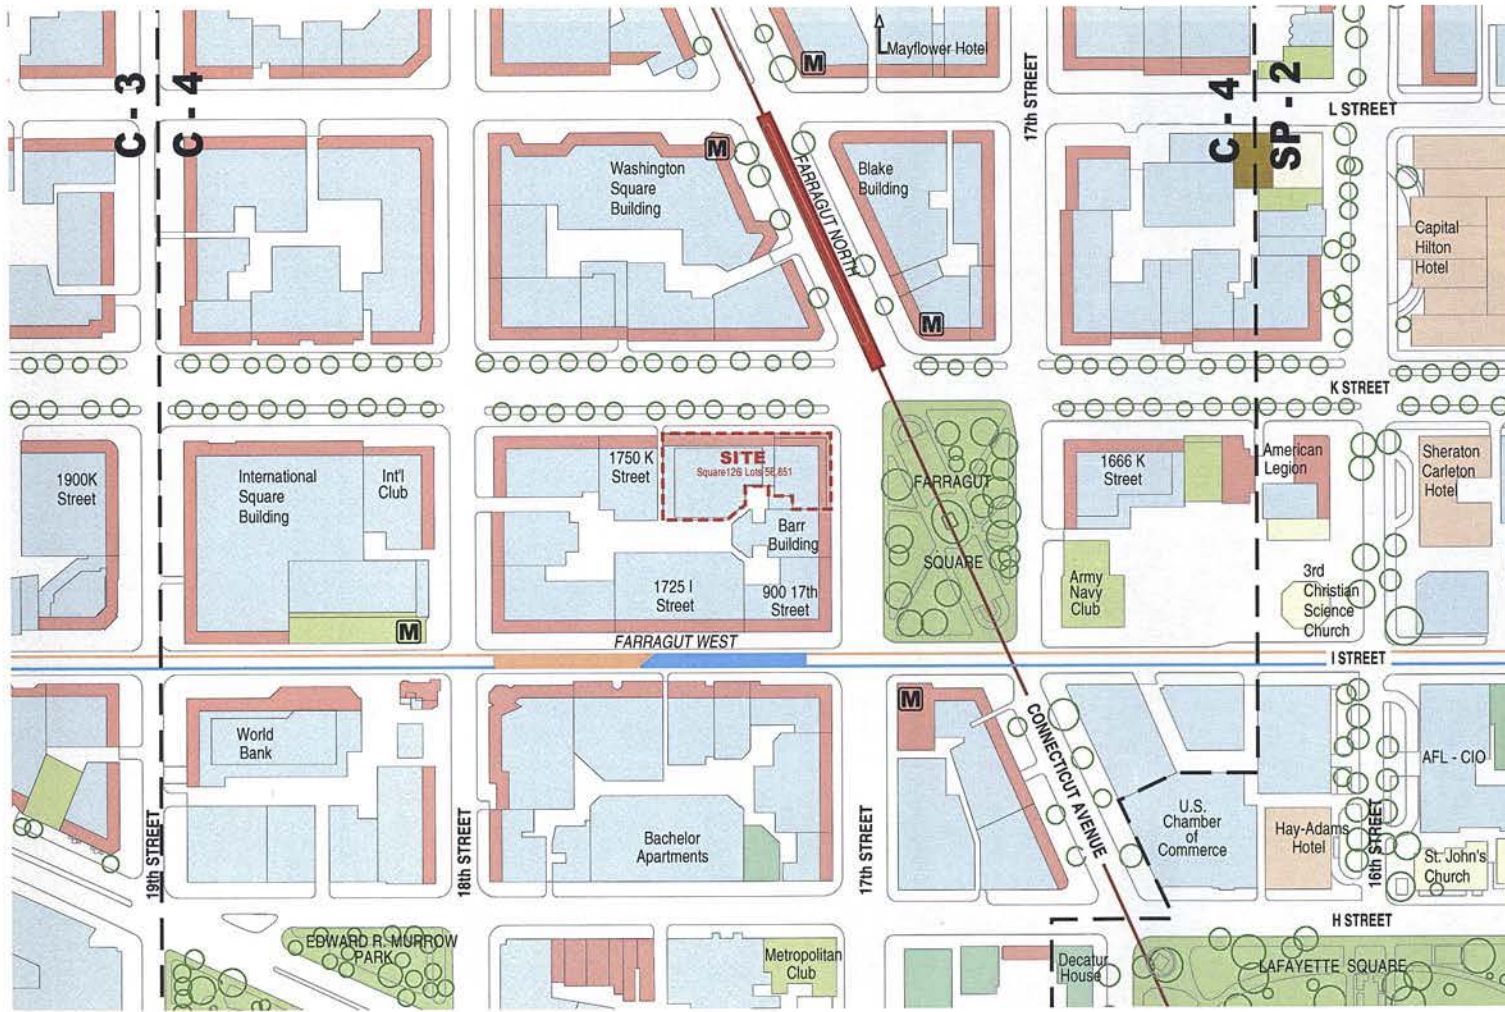 C - 3
C - 4
Mayflower Hotel
M
17th STREET
C - 4
SP - 2
L STREET
M
Washington
Square
Building
FARRAGUT NORTH
Blake
Building
M
Capital
Hilton
Hotel
K STREET
1900K
Street
International
Square
Building
Int'l
Club
1750 K
Street
SITE
Square126 Lots 56,851
Barr
Building
1725 I
Street
900 17th
Street
FARRAGUT
SQUARE
1666 K
Street
American
Legion
Sheraton
Carleton
Hotel
Army
Navy
Club
3rd
Christian
Science
Church
M
FARRAGUT WEST
I STREET
World
Bank
M
CONNECTICUT AVENUE
AFL - CIO
U.S.
Chamber
of
Commerce
Hay-Adams
Hotel
St. John's
Church
Bachelor
Apartments
19th STREET
18th STREET
17th STREET
16th STREET
H STREET
EDWARD R. MURROW
PARK
Metropolitan
Club
Decatur
House
LAFAYETTE SQUARE